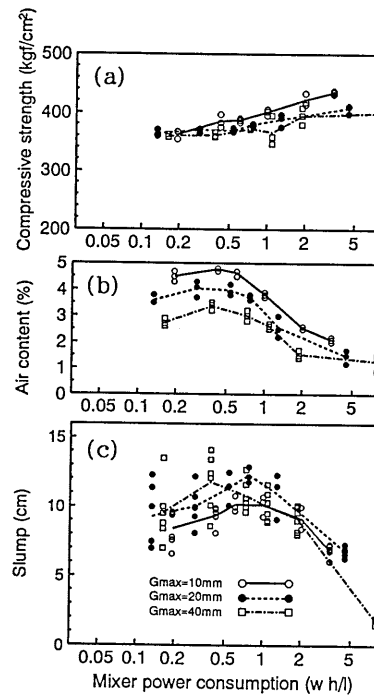 Compressive strength (kgf/cm²)
500
400
300
200
(a)
0.05 0.1 0.2 0.5 1 2 5
Air content (%)
5
4
3
2
1
0
(b)
0.05 0.1 0.2 0.5 1 2 5
Slump (cm)
15
10
5
0
(c)
Gmax=10mm
Gmax=20mm
Gmax=40mm
0.05 0.1 0.2 0.5 1 2 5
Mixer power consumption (w h/l)